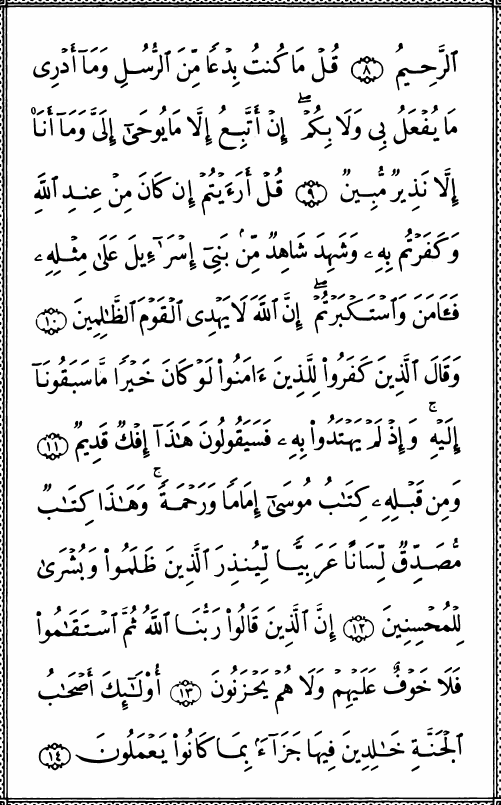 ٱلرَّحِيمُ ٨ قُلْ مَا كُنتُ بِدْعًا مِّنَ ٱلرُّسُلِ وَمَآ أَدْرِى
مَا يُفْعَلُ بِى وَلَا بِكُمْ ۖ إِنْ أَتَّبِعُ إِلَّا مَا يُوحَىٰٓ إِلَىَّ وَمَآ أَنَا۠
إِلَّا نَذِيرٌ مُّبِينٌ ٩ قُلْ أَرَءَيْتُمْ إِن كَانَ مِنْ عِندِ ٱللَّهِ
وَكَفَرْتُم بِهِۦ وَشَهِدَ شَاهِدٌ مِّنۢ بَنِىٓ إِسْرَٰٓءِيلَ عَلَىٰ مِثْلِهِۦ
فَـَٔامَنَ وَٱسْتَكْبَرْتُمْ ۖ إِنَّ ٱللَّهَ لَا يَهْدِى ٱلْقَوْمَ ٱلظَّـٰلِمِينَ ١٠
وَقَالَ ٱلَّذِينَ كَفَرُوا۟ لِلَّذِينَ ءَامَنُوا۟ لَوْ كَانَ خَيْرًا مَّا سَبَقُونَآ
إِلَيْهِ ۚ وَإِذْ لَمْ يَهْتَدُوا۟ بِهِۦ فَسَيَقُولُونَ هَـٰذَآ إِفْكٌ قَدِيمٌ ١١
وَمِن قَبْلِهِۦ كِتَـٰبُ مُوسَىٰٓ إِمَامًا وَرَحْمَةً ۚ وَهَـٰذَا كِتَـٰبٌ
مُّصَدِّقٌ لِّسَانًا عَرَبِيًّا لِّيُنذِرَ ٱلَّذِينَ ظَلَمُوا۟ وَبُشْرَىٰ
لِلْمُحْسِنِينَ ١٢ إِنَّ ٱلَّذِينَ قَالُوا۟ رَبُّنَا ٱللَّهُ ثُمَّ ٱسْتَقَـٰمُوا۟
فَلَا خَوْفٌ عَلَيْهِمْ وَلَا هُمْ يَحْزَنُونَ ١٣ أُو۟لَـٰٓئِكَ أَصْحَـٰبُ
ٱلْجَنَّةِ خَـٰلِدِينَ فِيهَا جَزَآءًۢ بِمَا كَانُوا۟ يَعْمَلُونَ ١٤